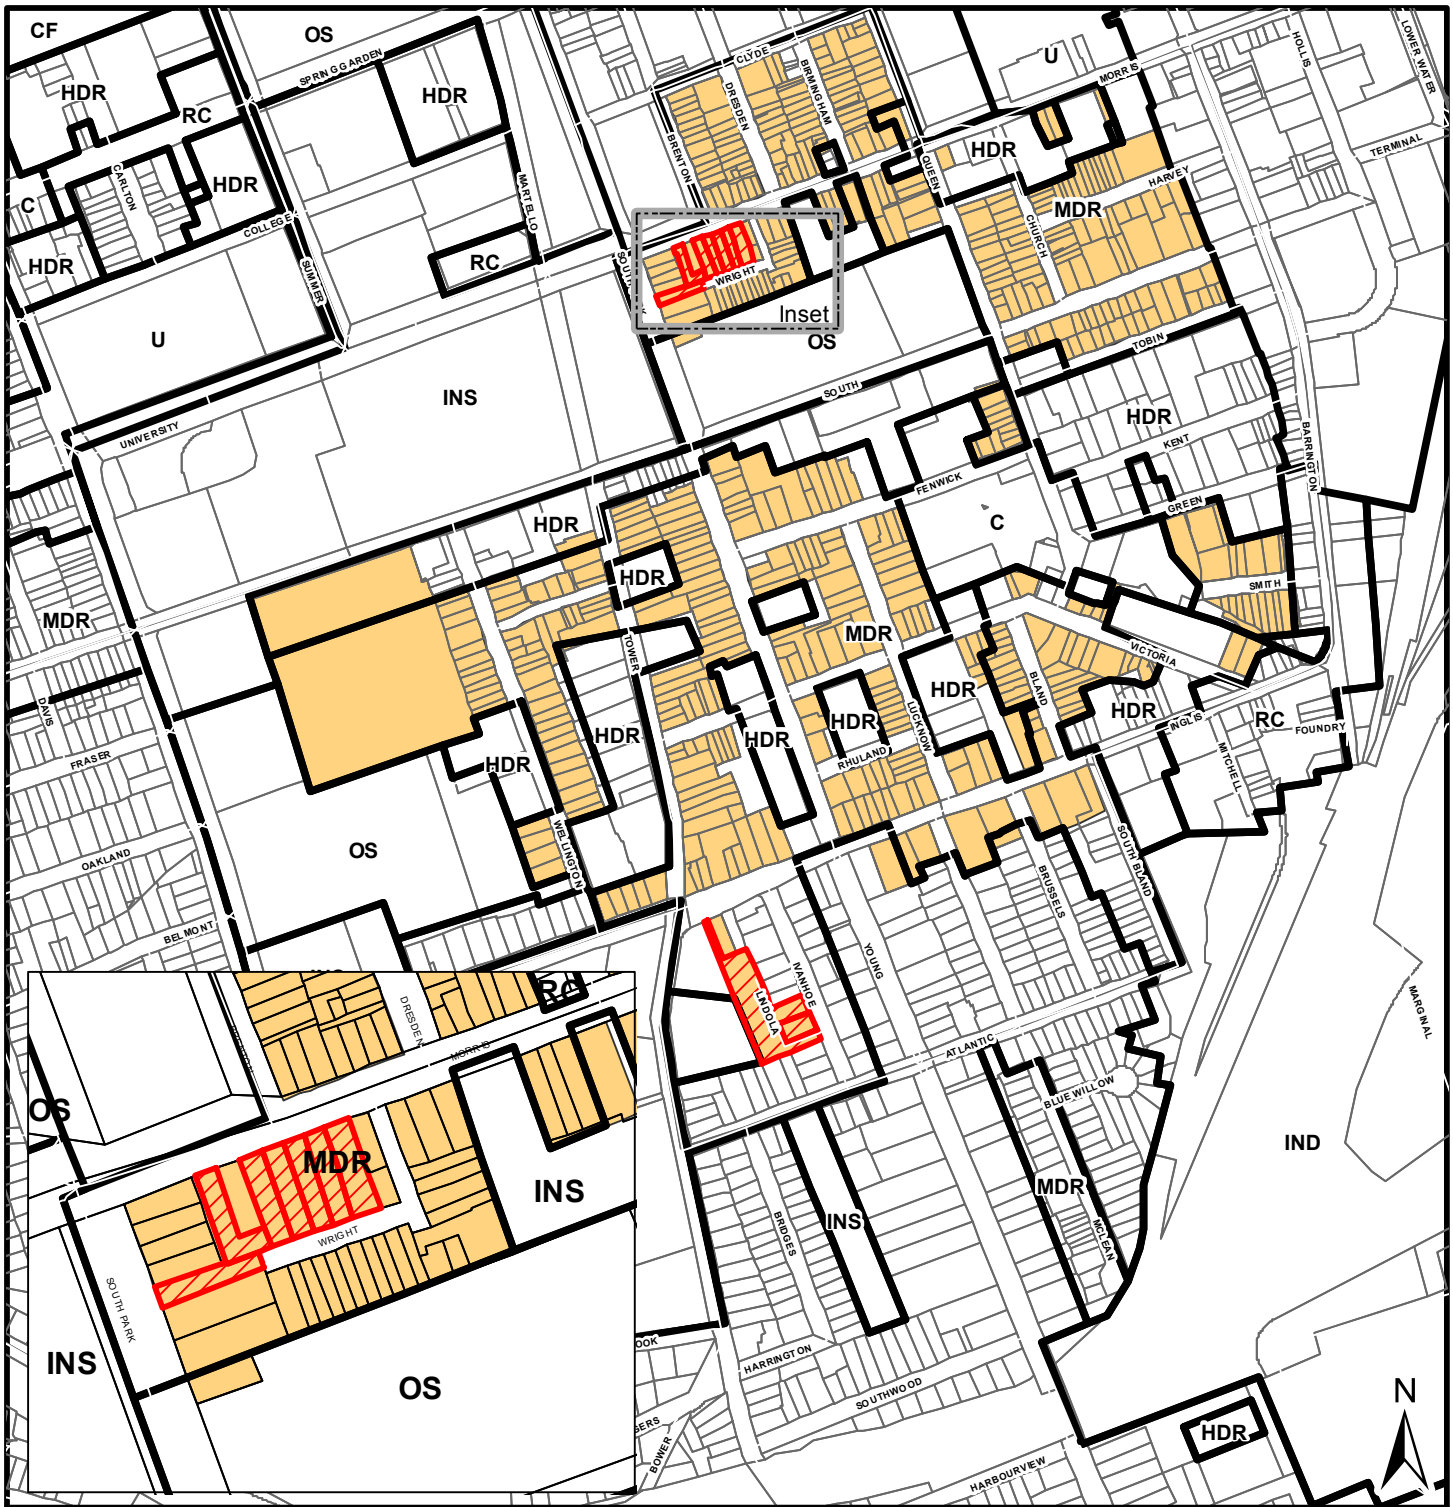 CF
OS
SPRING GARDEN
HDR
HDR
RC
CARLTON
HDR
C
COLLEGE
HDR
SUMMER
MARTELLO
RC
U
UNIVERSITY
INS
CLYDE
DRESDEN
BIRMINGHAM
BRENTON
QUEEN
U
MORRIS
HOLLIS
LOWER WATER
TERMINAL
HDR
HARVEY
MDR
CHURCH
SOUTH
WRIGHT
Inset
OS
TOBIN
SOUTH
HDR
KENT
BARRINGTON
FENWICK
GREEN
C
SMITH
HDR
HDR
MDR
MDR
TOWER
VICTORIA
BLAND
HDR
LUCKNOW
HDR
INGLIS
RC
FOUNDRY
MITCHELL
DAVIS
FRASER
HDR
HDR
HDR
HDR
RHULAND
OAKLAND
OS
WELLINGTON
SOUTH BLAND
BRUSSELS
BELMONT
YOUNG
IVANHOE
LINDOLA
ATLANTIC
BLUE WILLOW
MARGINAL
IND
MDR
MCLEAN
INS
BRIDGES
HARRINGTON
SOUTHWOOD
BOWER
HARBOURVIEW
HDR
N
RC
DRESDEN
MORRIS
OS
MDR
INS
WRIGHT
SOUTH PARK
INS
OS